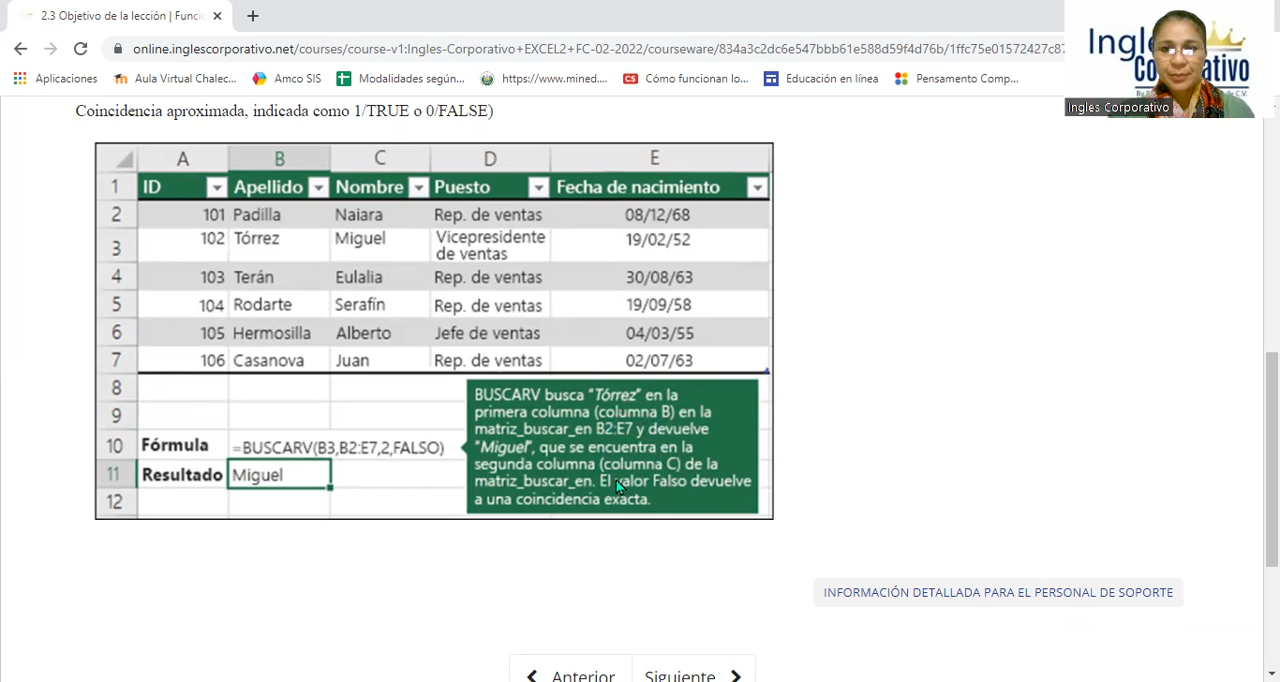 2.3 Objetivo de la lección | Funci
online.inglescorporativo.net/courses/course-v1:Ingles-Corporativo+EXCEL2+FC-02-2022/courseware/834a3c2dc6e547bbb61e588d59f4d76b/1ffc75e01572427c87
Aplicaciones Aula Virtual Chalec... Amco SIS Modalidades según... https://www.mined.... CS Cómo funciona lo... Educación en línea Pensamento Comp...
Ingles Corporativo
Coincidencia aproximada, indicada como 1/TRUE o 0/FALSE)
A B C D E
1 ID Apellido Nombre Puesto Fecha de nacimiento
2 101 Padilla Naiara Rep. de ventas 08/12/68
3 102 Tórrez Miguel Vicepresidente de ventas 19/02/52
4 103 Terán Eulalia Rep. de ventas 30/08/63
5 104 Rodarte Serafín Rep. de ventas 19/09/58
6 105 Hermosilla Alberto Jefe de ventas 04/03/55
7 106 Casanova Juan Rep. de ventas 02/07/63
8
9
10 Fórmula =BUSCARV(B3,B2:E7,2,FALSO)
11 Resultado Miguel
12
BUSCARV busca "Tórrez" en la
primera columna (columna B) en la
matriz_buscar_en B2:E7 y devuelve
"Miguel", que se encuentra en la
segunda columna (columna C) de la
matriz_buscar_en. El valor Falso devuelve
a una coincidencia exacta.
INFORMACIÓN DETALLADA PARA EL PERSONAL DE SOPORTE
Anterior Siguiente